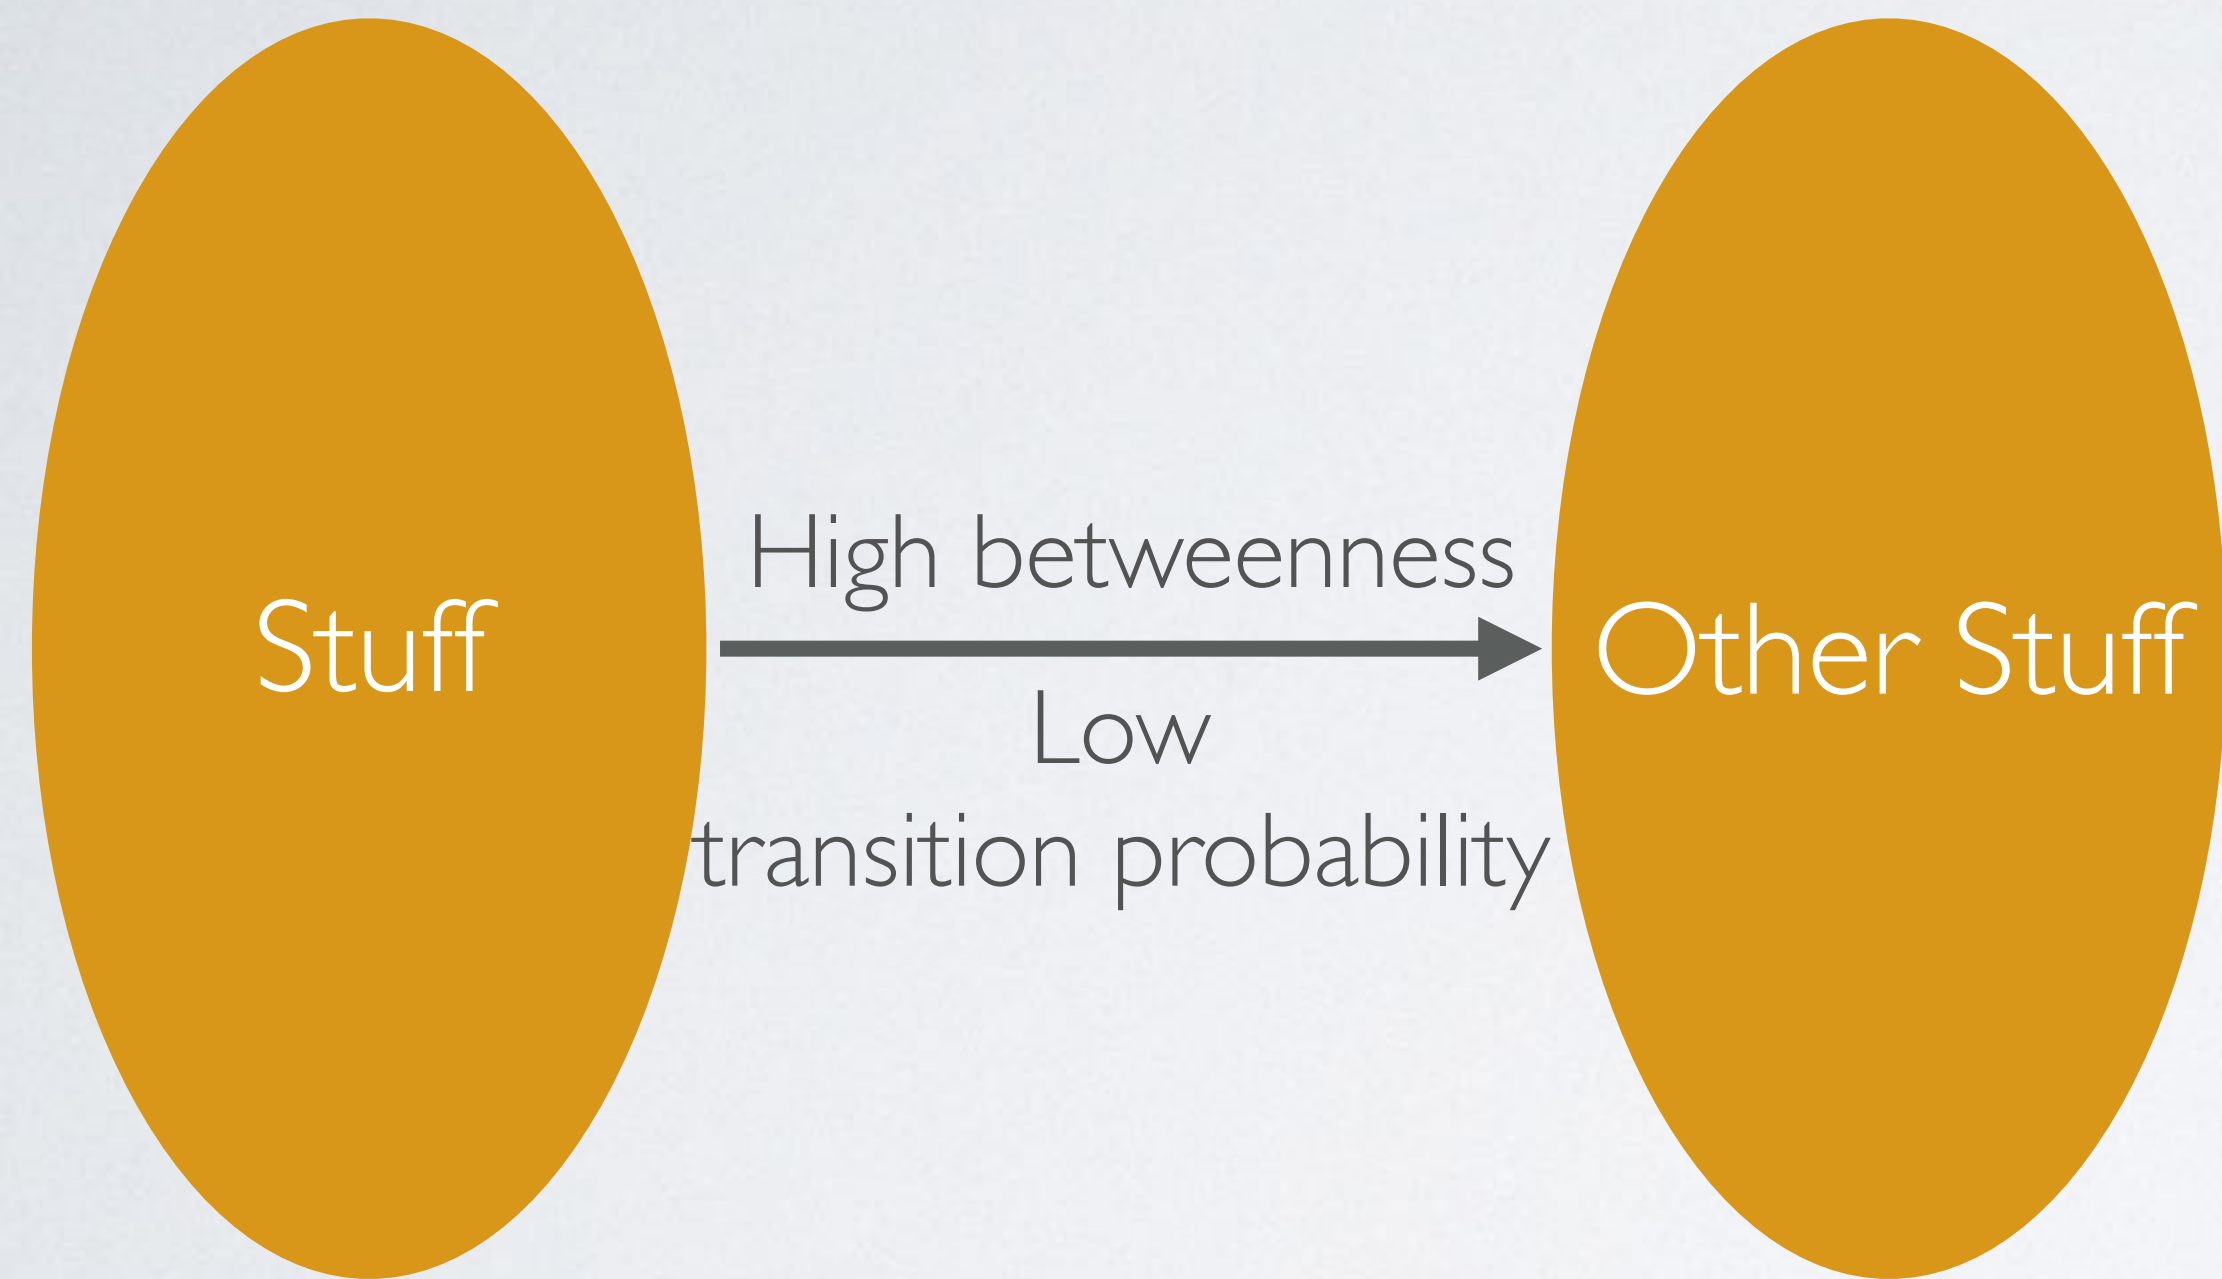 Stuff
High betweenness
Low
transition probability
Other Stuff